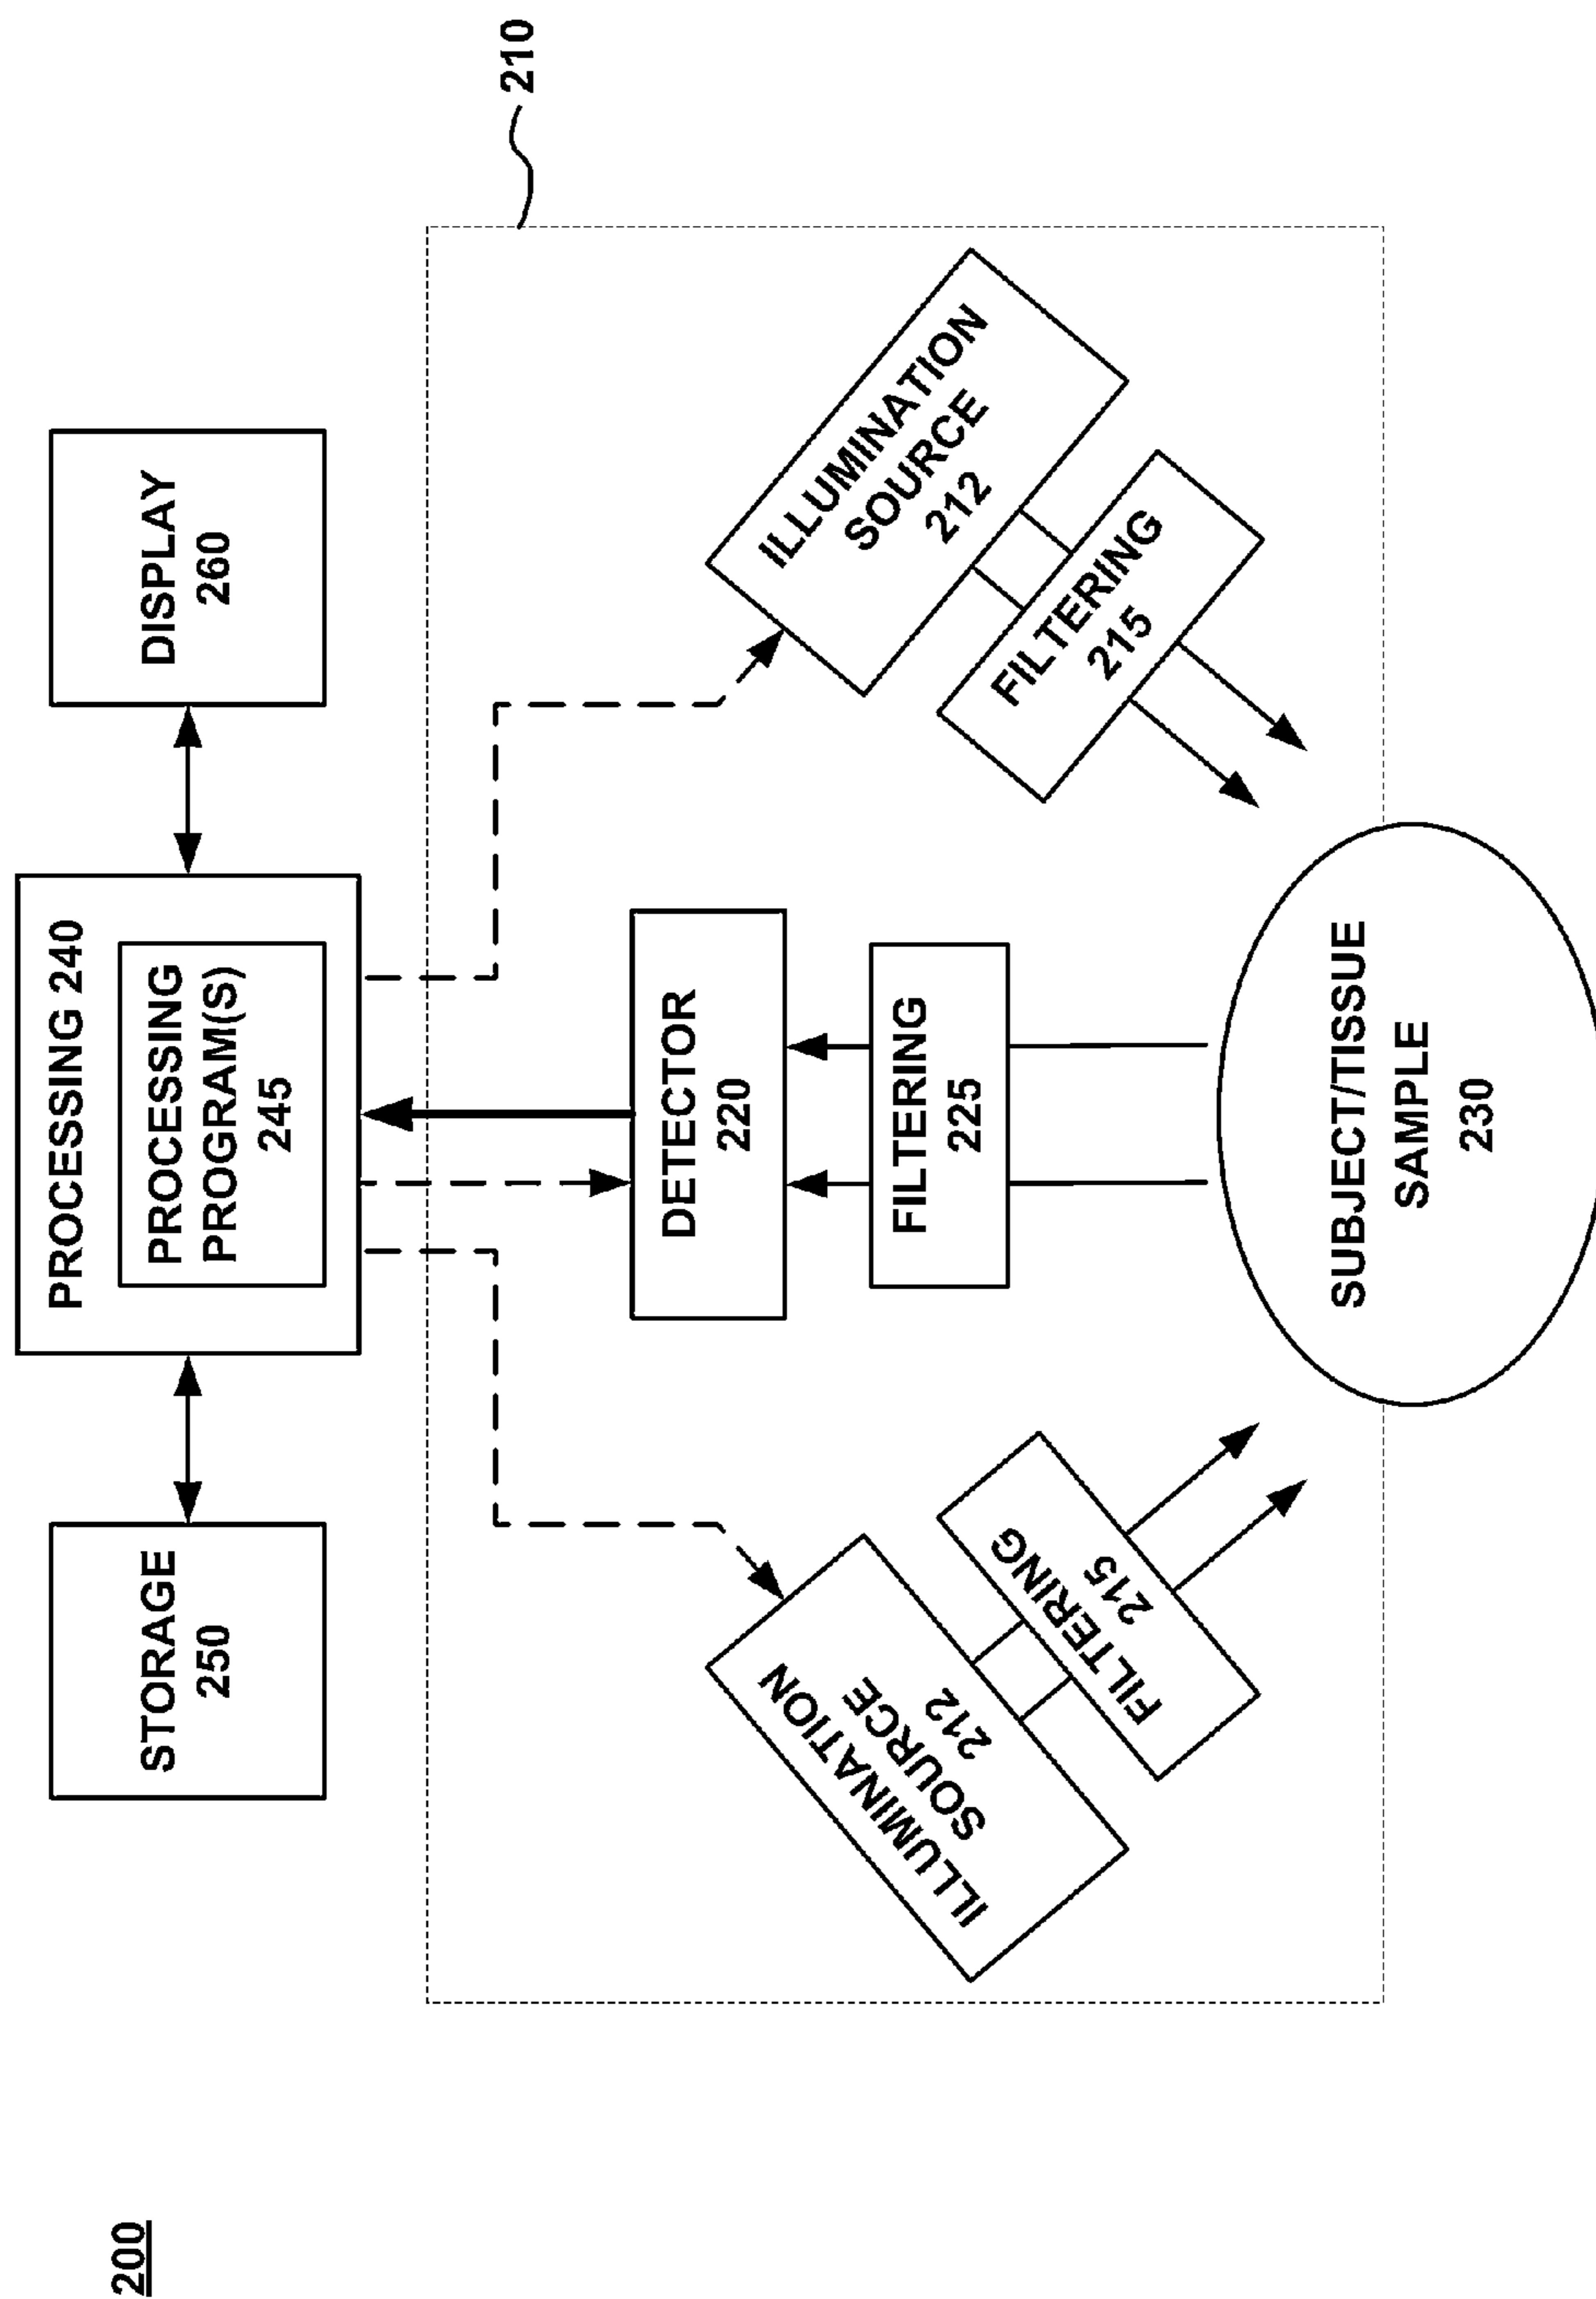 200
STORAGE
250
PROCESSING 240
PROCESSING
PROGRAM(S)
245
DISPLAY
260
210
ILLUMINATION
SOURCE
212
FILTERING
215
DETECTOR
220
FILTERING
225
ILLUMINATION
SOURCE
212
FILTERING
215
SUBJECT/TISSUE
SAMPLE
230